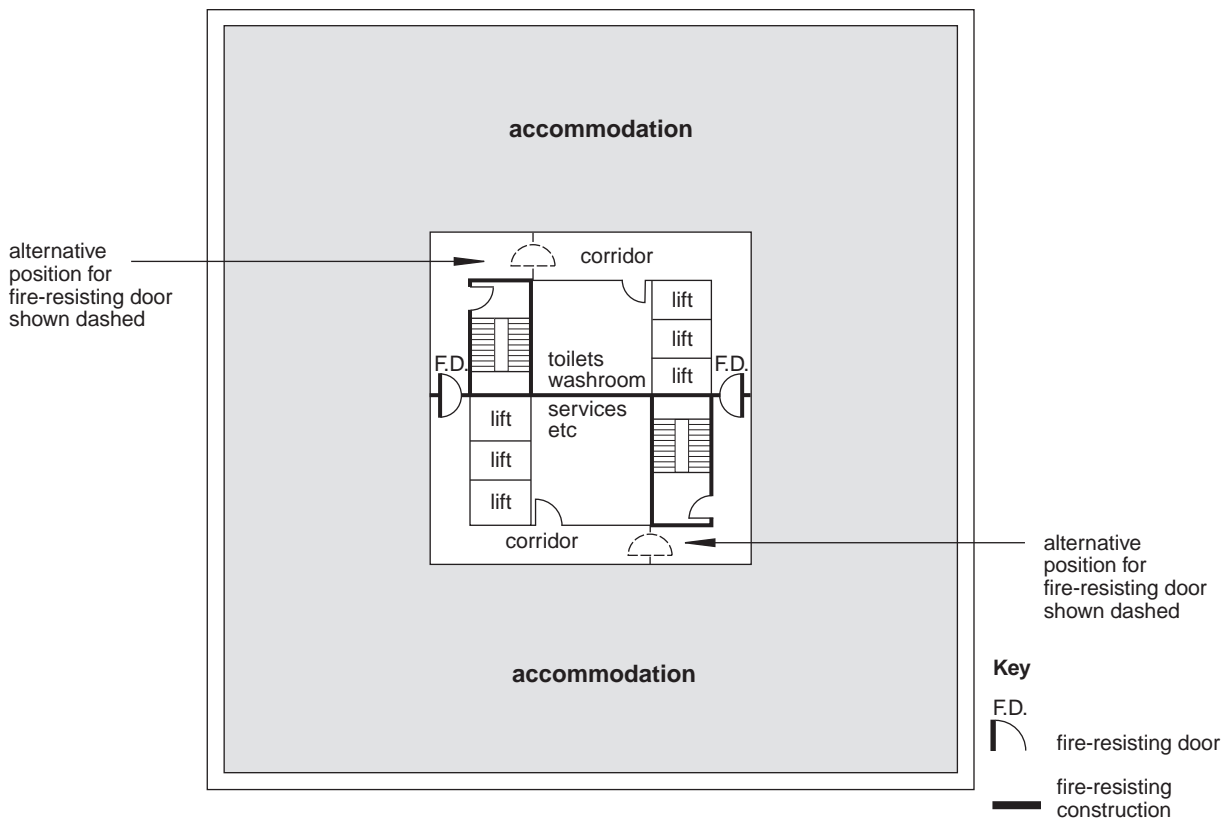 accommodation
alternative
position for
fire-resisting door
shown dashed
corridor
lift
lift
lift
F.D.
toilets
washroom
F.D.
services
etc
lift
lift
lift
corridor
alternative
position for
fire-resisting door
shown dashed
accommodation
Key
F.D.
fire-resisting door
fire-resisting
construction